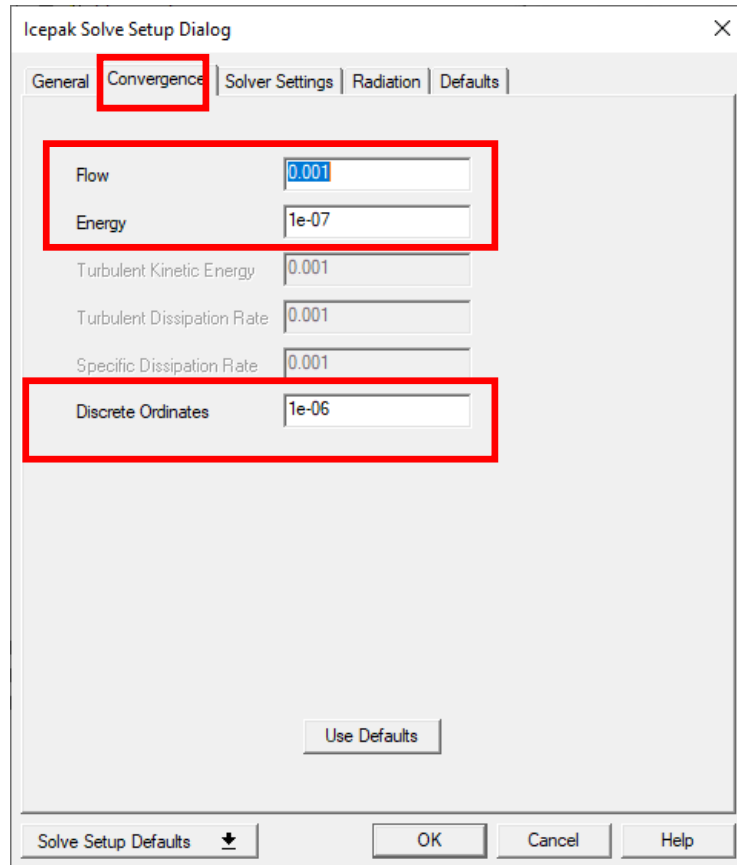 Icepak Solve Setup Dialog
General Convergence Solver Settings Radiation Defaults
Flow 0.001
Energy 1e-07
Turbulent Kinetic Energy 0.001
Turbulent Dissipation Rate 0.001
Specific Dissipation Rate 0.001
Discrete Ordinates 1e-06
Use Defaults
Solve Setup Defaults OK Cancel Help